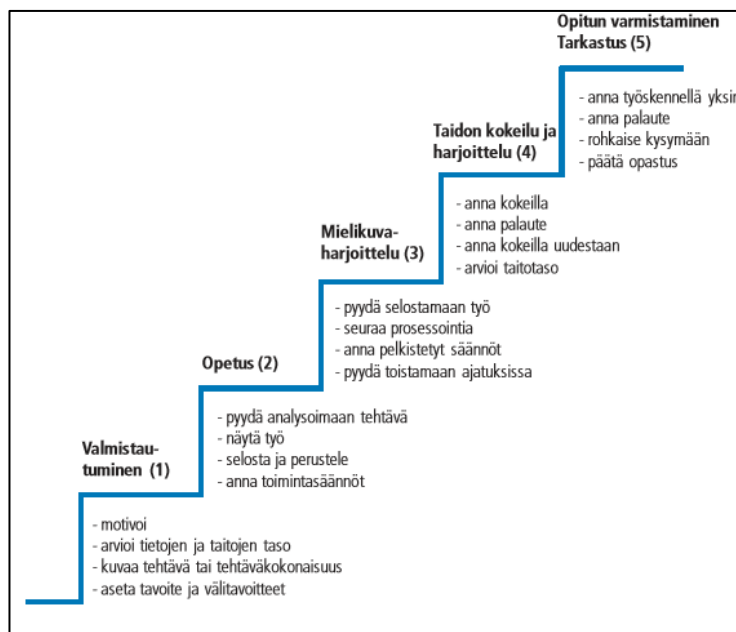 Opitun varmistaminen
Tarkastus (5)
- anna työskennellä yksin
- anna palaute
- rohkaise kysymään
- päätä opastus
Taidon kokeilu ja
harjoittelu (4)
- anna kokeilla
- anna palaute
- anna kokeilla uudestaan
- arvioi taitotaso
Mielikuva-
harjoittelu (3)
- pyydä selostamaan työ
- seuraa prosessointia
- anna pelkistetyt säännöt
- pyydä toistamaan ajatuksissa
Opetus (2)
- pyydä analysoimaan tehtävä
- näytä työ
- selosta ja perustele
- anna toimintasäännöt
Valmistau-
tuminen (1)
- motivoi
- arvioi tietojen ja taitojen taso
- kuvaa tehtävä tai tehtäväkokonaisuus
- aseta tavoite ja välitavoitteet